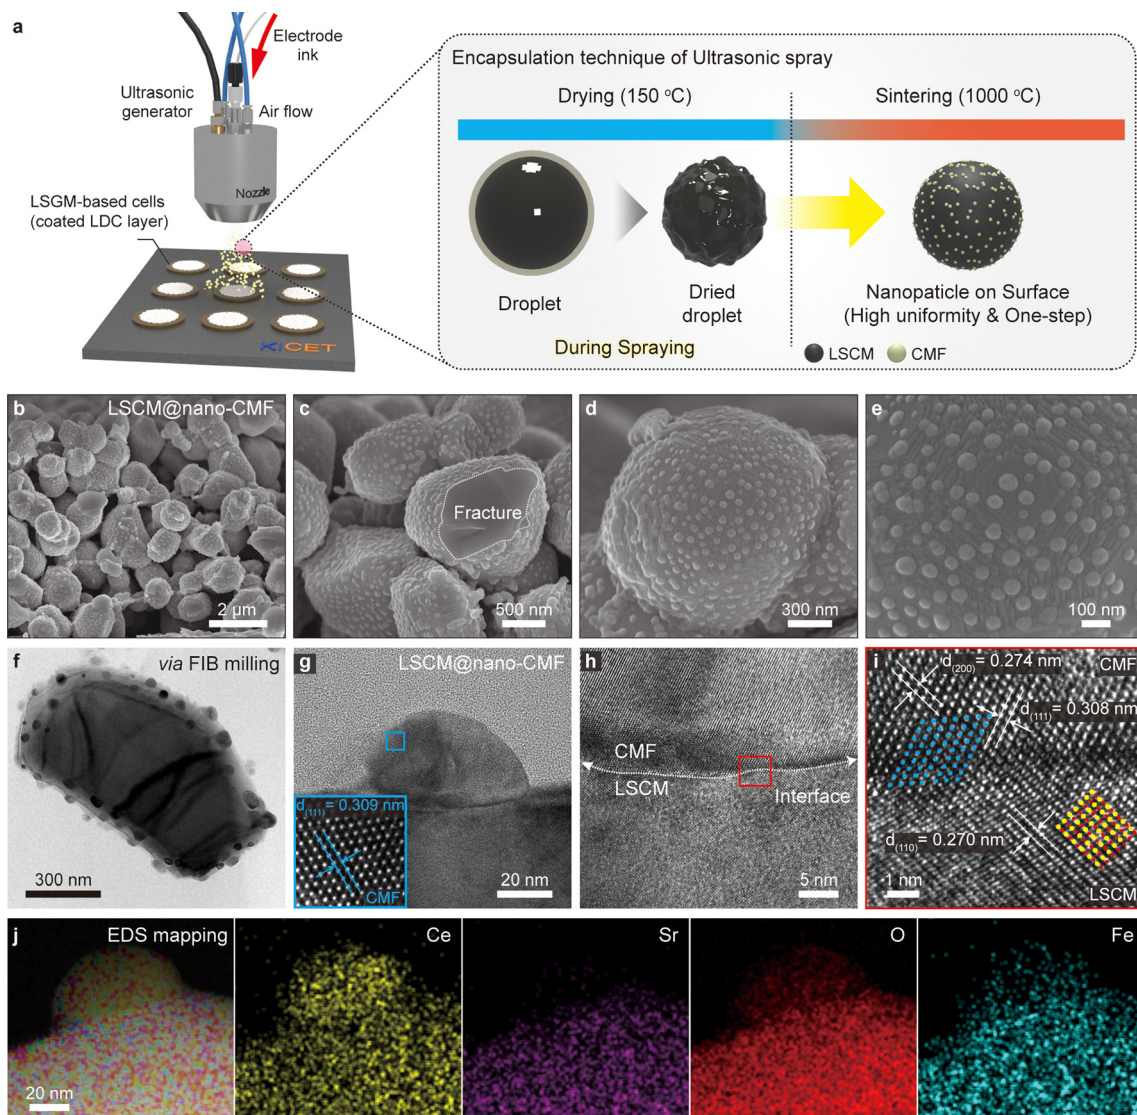 a
Electrode
ink
Ultrasonic
generator
Air flow
Nozzle
LSGM-based cells
(coated LDC layer)
KICET
Encapsulation technique of Ultrasonic spray
Drying (150 °C)
Sintering (1000 °C)
Droplet
Dried
droplet
Nanopaticle on Surface
(High uniformity & One-step)
During Spraying
LSCM
CMF
b
LSCM@nano-CMF
2 µm
c
Fracture
500 nm
d
300 nm
e
100 nm
f
via FIB milling
300 nm
g
LSCM@nano-CMF
d(111) = 0.309 nm
CMF
20 nm
h
CMF
LSCM
Interface
5 nm
i
d(200) = 0.274 nm
CMF
d(111) = 0.308 nm
d(110) = 0.270 nm
1 nm
LSCM
j
EDS mapping
20 nm
Ce
Sr
O
Fe